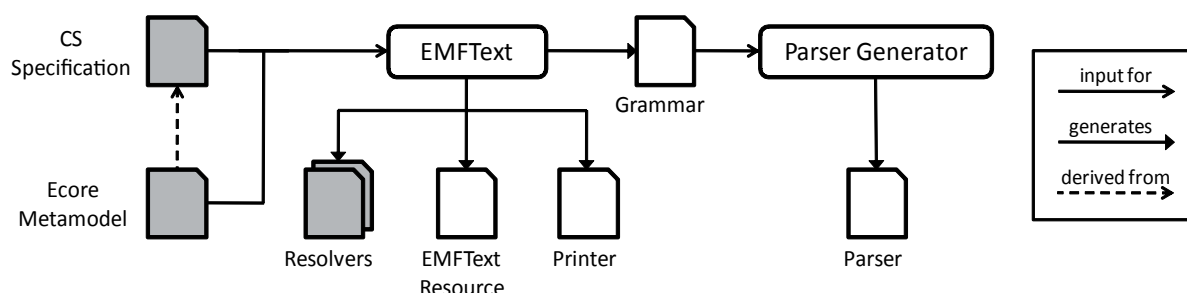 CS
Specification
EMFText
Parser Generator
Grammar
input for
generates
derived from
Ecore
Metamodel
Resolvers
EMFText
Resource
Printer
Parser